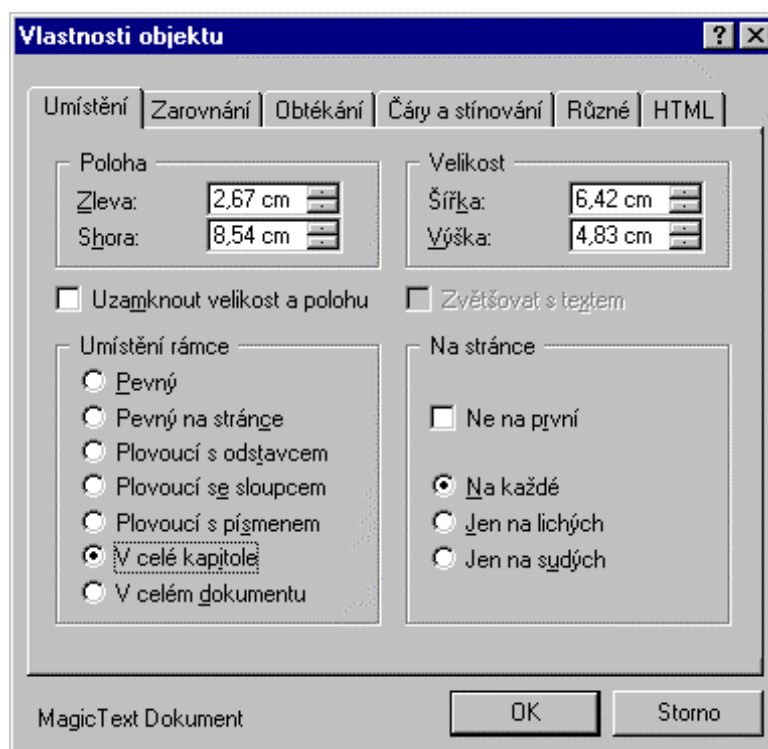 Vlastnosti objektu
Umístění Zarovnání Obtékání Čáry a stínování Různé HTML
Poloha
Zleva: 2,67 cm
Shora: 8,54 cm
Velikost
Šířka: 6,42 cm
Výška: 4,83 cm
Uzamknout velikost a polohu
Zvětšovat s textem
Umístění rámce
Pevný
Pevný na stránce
Plovoucí s odstavcem
Plovoucí se sloupcem
Plovoucí s písmenem
V celé kapitole
V celém dokumentu
Na stránce
Ne na první
Na každé
Jen na lichých
Jen na sudých
MagicText Dokument
OK
Storno